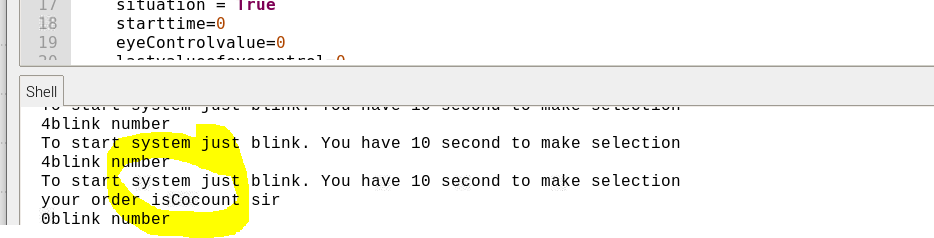 17 situation = True
18 starttime=0
19 eyeControlvalue=0
20 lastvalueofeyecontrol=0
Shell
To start system just blink. You have 10 second to make selection
4blink number
To start system just blink. You have 10 second to make selection
4blink number
To start system just blink. You have 10 second to make selection
your order isCocount sir
0blink number